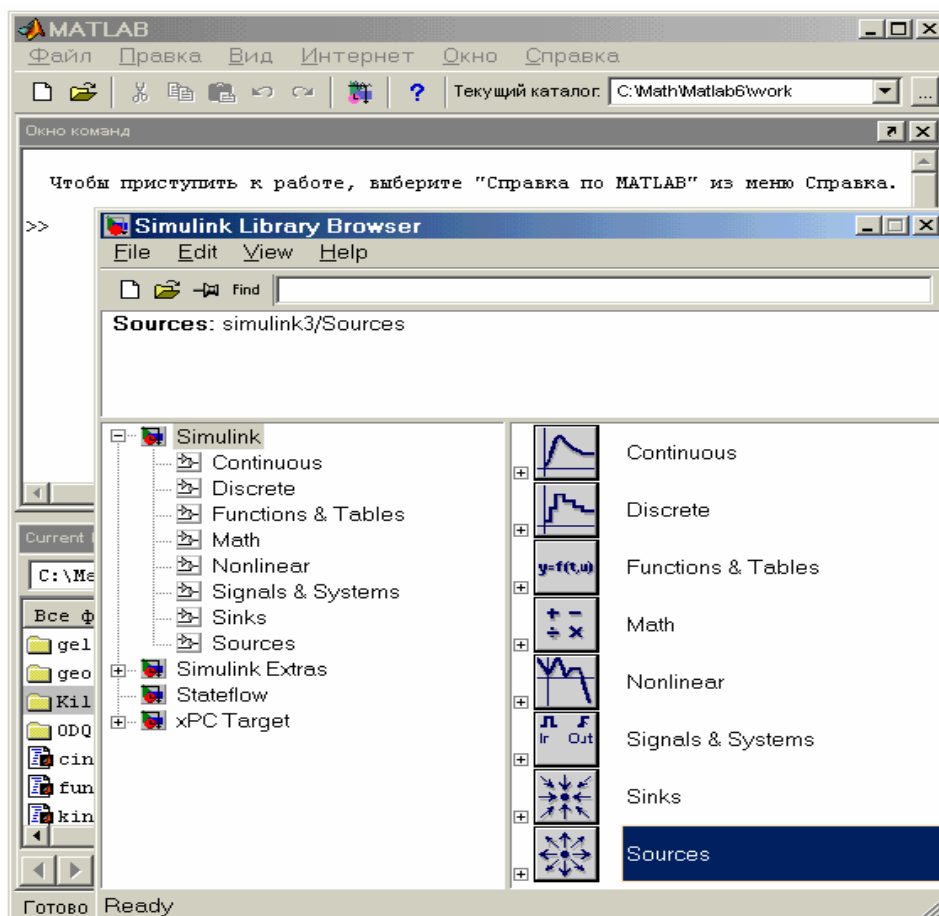 MATLAB
Файл Правка Вид Интернет Окно Справка
? Текущий каталог: C:\Math\Matlab6\work ...
Окно команд
Чтобы приступить к работе, выберите "Справка по MATLAB" из меню Справка.
>>
Simulink Library Browser
File Edit View Help
Find
Sources: simulink3/Sources
Simulink
Continuous
Discrete
Functions & Tables
Math
Nonlinear
Signals & Systems
Sinks
Sources
Simulink Extras
Stateflow
xPC Target
Continuous
Discrete
y=f(t,u) Functions & Tables
Math
Nonlinear
In Out Signals & Systems
Sinks
Sources
Current
C:\Ma
Все ф
gel
geo
Kil
ODQ
cin
fun
kin
Готово
Ready